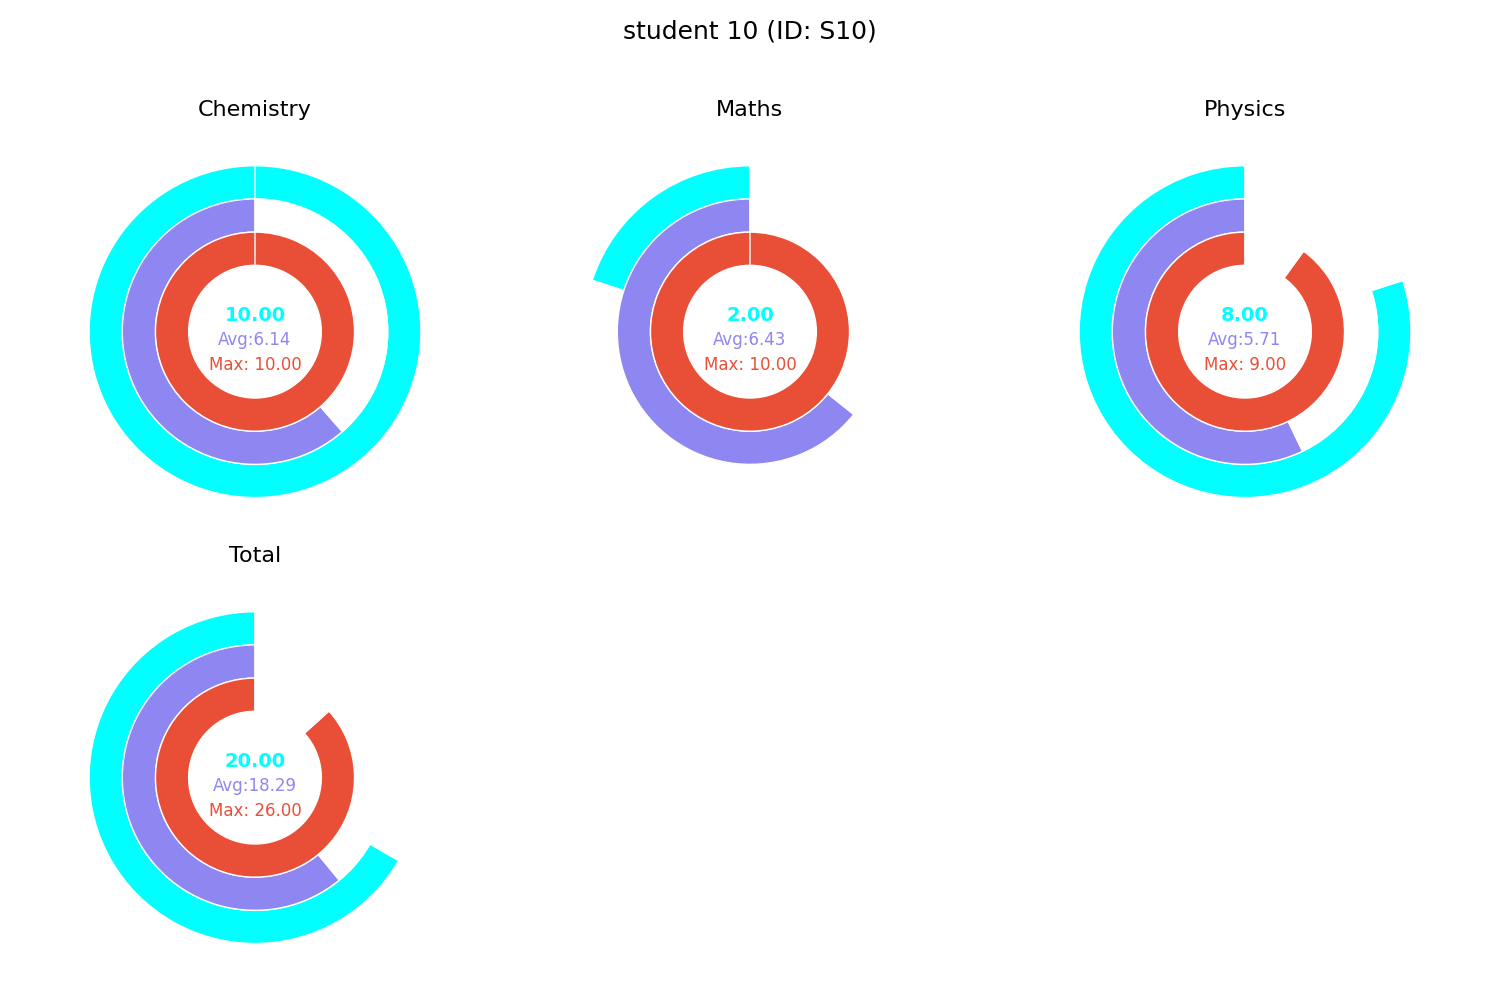 student 10 (ID: S10)
Chemistry
10.00
Avg:6.14
Max: 10.00
Maths
2.00
Avg:6.43
Max: 10.00
Physics
8.00
Avg:5.71
Max: 9.00
Total
20.00
Avg:18.29
Max: 26.00